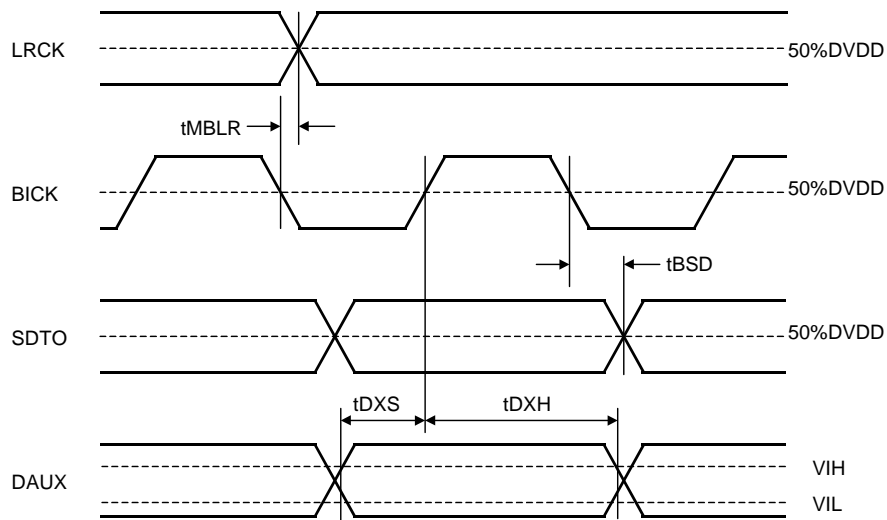 LRCK
50%DVDD
tMBLR
BICK
50%DVDD
tBSD
SDTO
50%DVDD
tDXS
tDXH
DAUX
VIH
VIL